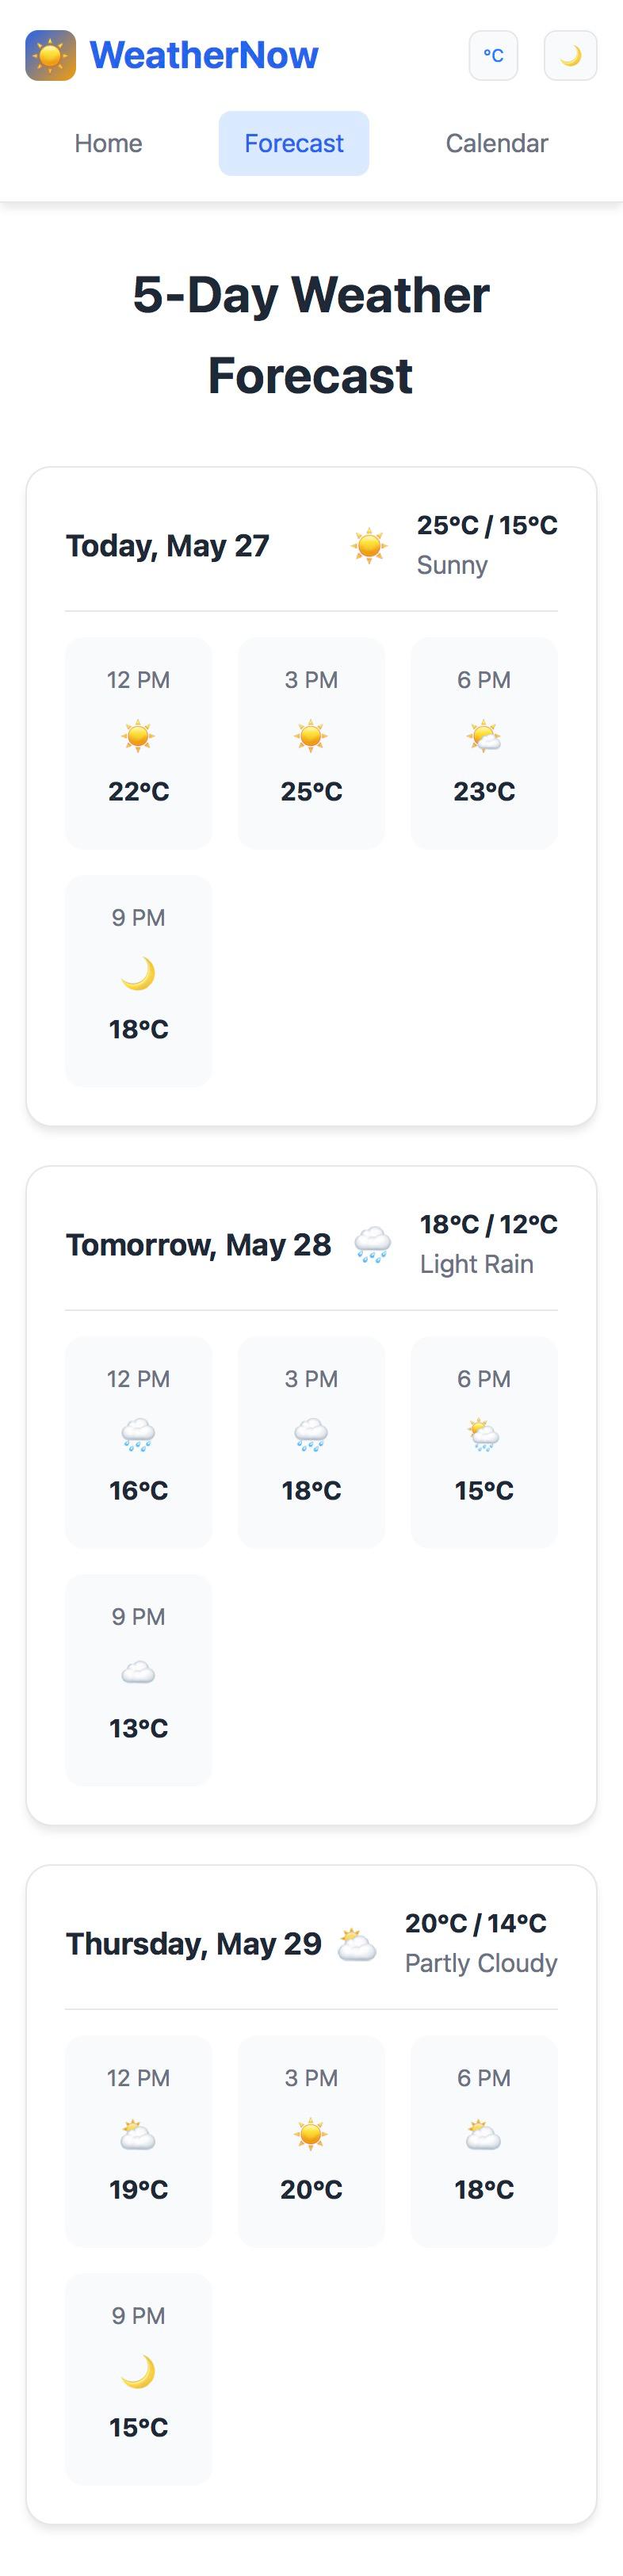 WeatherNow
°C
Home
Forecast
Calendar
5-Day Weather
Forecast
Today, May 27
25°C / 15°C
Sunny
12 PM
22°C
3 PM
25°C
6 PM
23°C
9 PM
18°C
Tomorrow, May 28
18°C / 12°C
Light Rain
12 PM
16°C
3 PM
18°C
6 PM
15°C
9 PM
13°C
Thursday, May 29
20°C / 14°C
Partly Cloudy
12 PM
19°C
3 PM
20°C
6 PM
18°C
9 PM
15°C